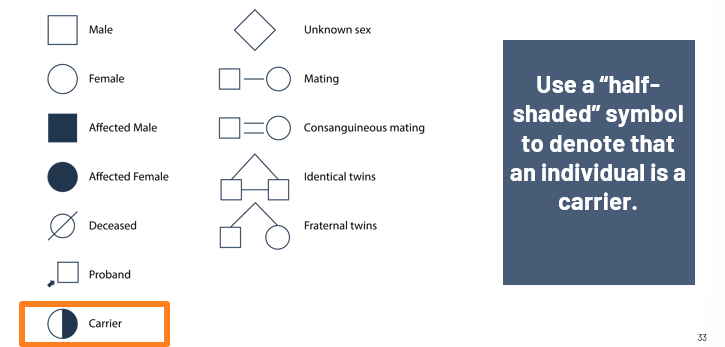 Male
Female
Affected Male
Affected Female
Deceased
Proband
Carrier
Unknown sex
Mating
Consanguineous mating
Identical twins
Fraternal twins
Use a “half-
shaded” symbol
to denote that
an individual is a
carrier.
33